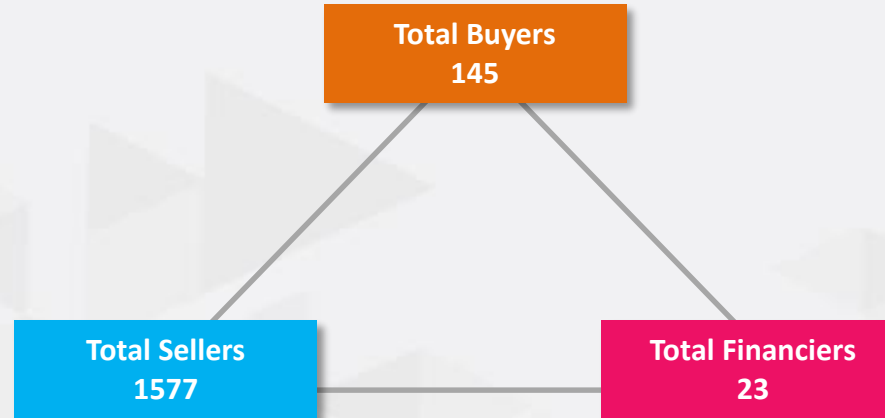 Total Buyers
145
Total Sellers
1577
Total Financiers
23